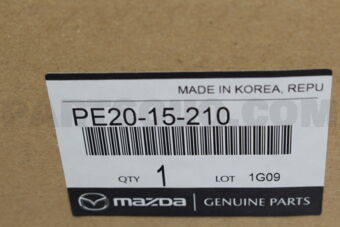 MADE IN KOREA, REPU
PE20-15-210
QTY 1 LOT 1G09
mazda GENUINE PARTS